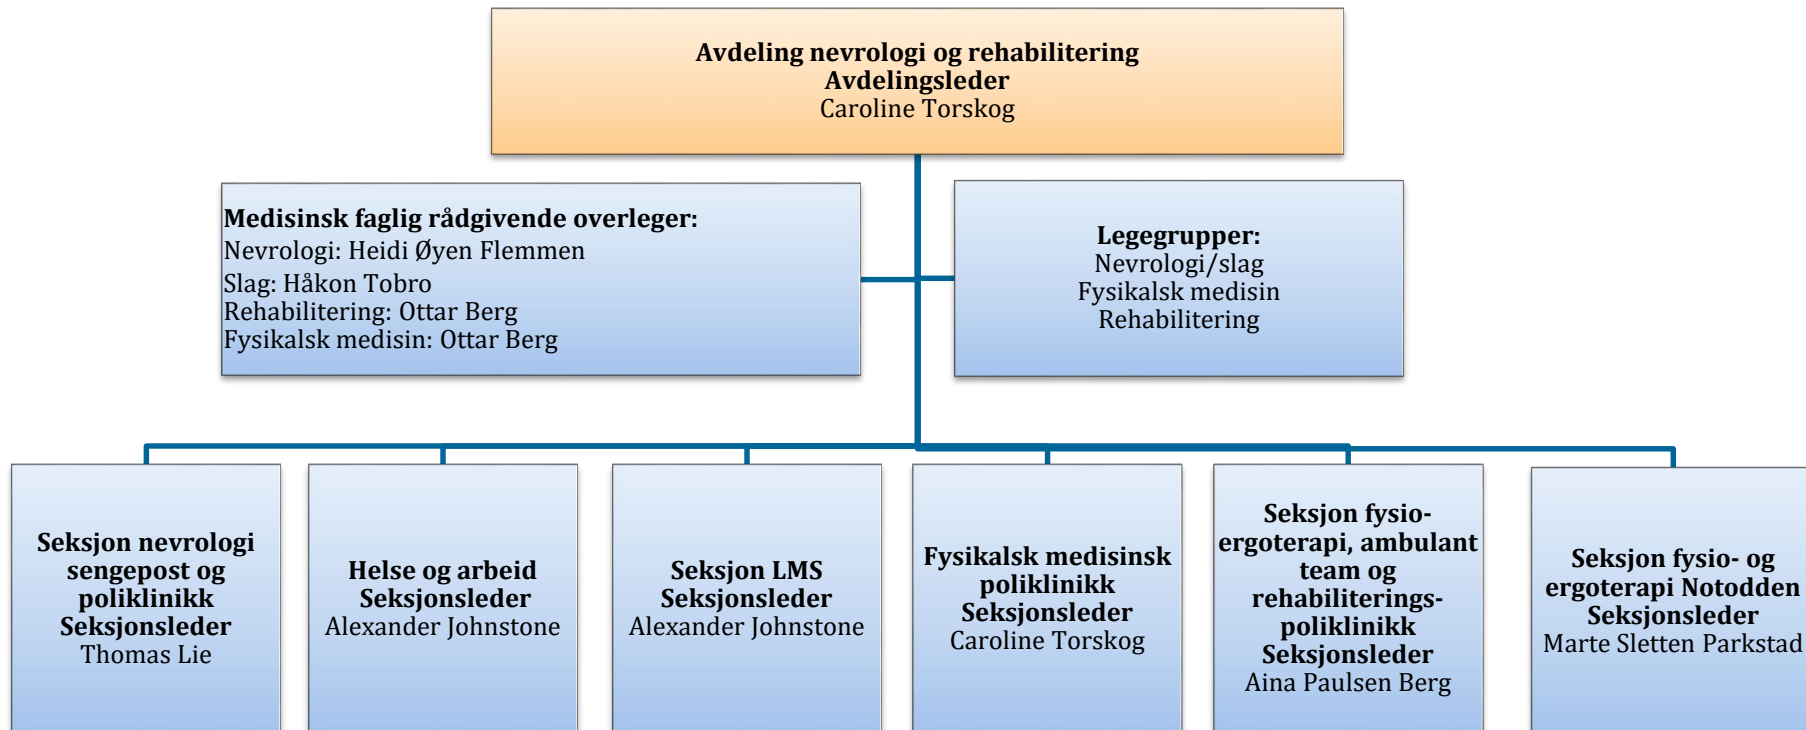 Avdeling nevrologi og rehabilitering
Avdelingsleder
Caroline Torskog
Medisinsk faglig rådgivende overleger:
Nevrologi: Heidi Øyen Flemmen
Slag: Håkon Tobro
Rehabilitering: Ottar Berg
Fysikalsk medisin: Ottar Berg
Legegrupper:
Nevrologi/slag
Fysikalsk medisin
Rehabilitering
Seksjon nevrologi
sengepost og
poliklinikk
Seksjonsleder
Thomas Lie
Helse og arbeid
Seksjonsleder
Alexander Johnstone
Seksjon LMS
Seksjonsleder
Alexander Johnstone
Fysikalsk medisinsk
poliklinikk
Seksjonsleder
Caroline Torskog
Seksjon fysio-
ergoterapi, ambulant
team og
rehabiliterings-
poliklinikk
Seksjonsleder
Aina Paulsen Berg
Seksjon fysio- og
ergoterapi Notodden
Seksjonsleder
Marte Sletten Parkstad